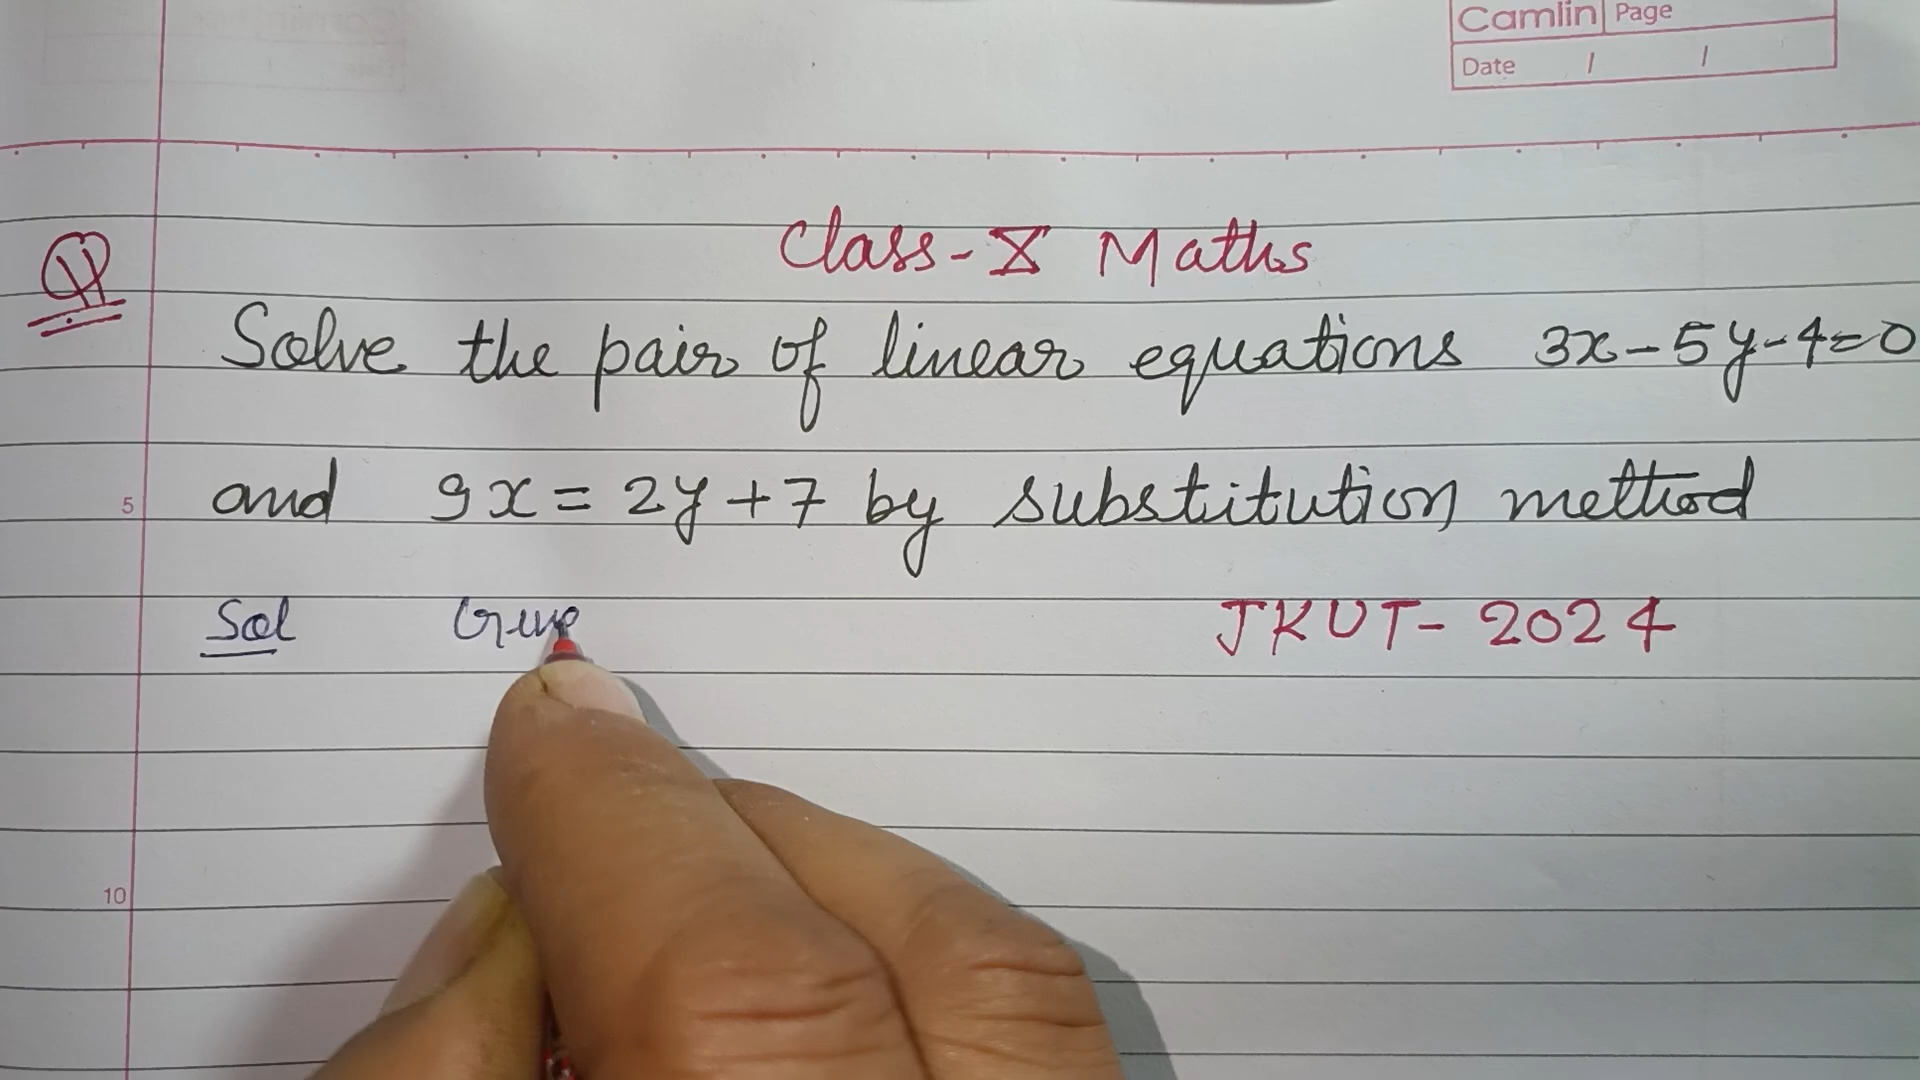 Camlin Page
Date / /
Class-X Maths
Q
Solve the pair of linear equations 3x-5y-4=0
5 and 9x = 2y+7 by substitution method
Sol JKUT- 2024
10